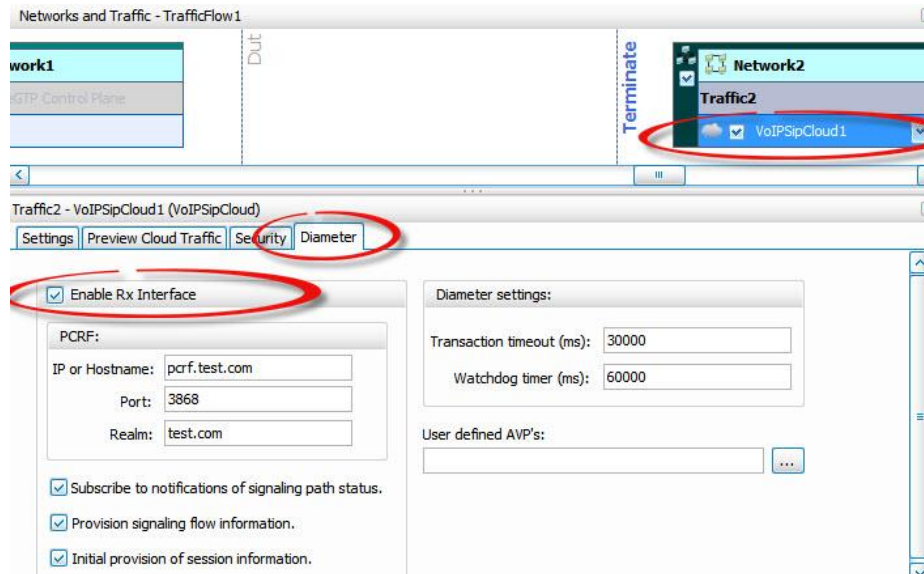 Networks and Traffic - TrafficFlow1
Dut
Terminate
work1
eGTP Control Plane
Network2
Traffic2
VoIPSipCloud1
Traffic2 - VoIPSipCloud1 (VoIPSipCloud)
Settings Preview Cloud Traffic Security Diameter
Enable Rx Interface
PCRF:
IP or Hostname: pcrf.test.com
Port: 3868
Realm: test.com
Subscribe to notifications of signaling path status.
Provision signaling flow information.
Initial provision of session information.
Diameter settings:
Transaction timeout (ms): 30000
Watchdog timer (ms): 60000
User defined AVP's:
...